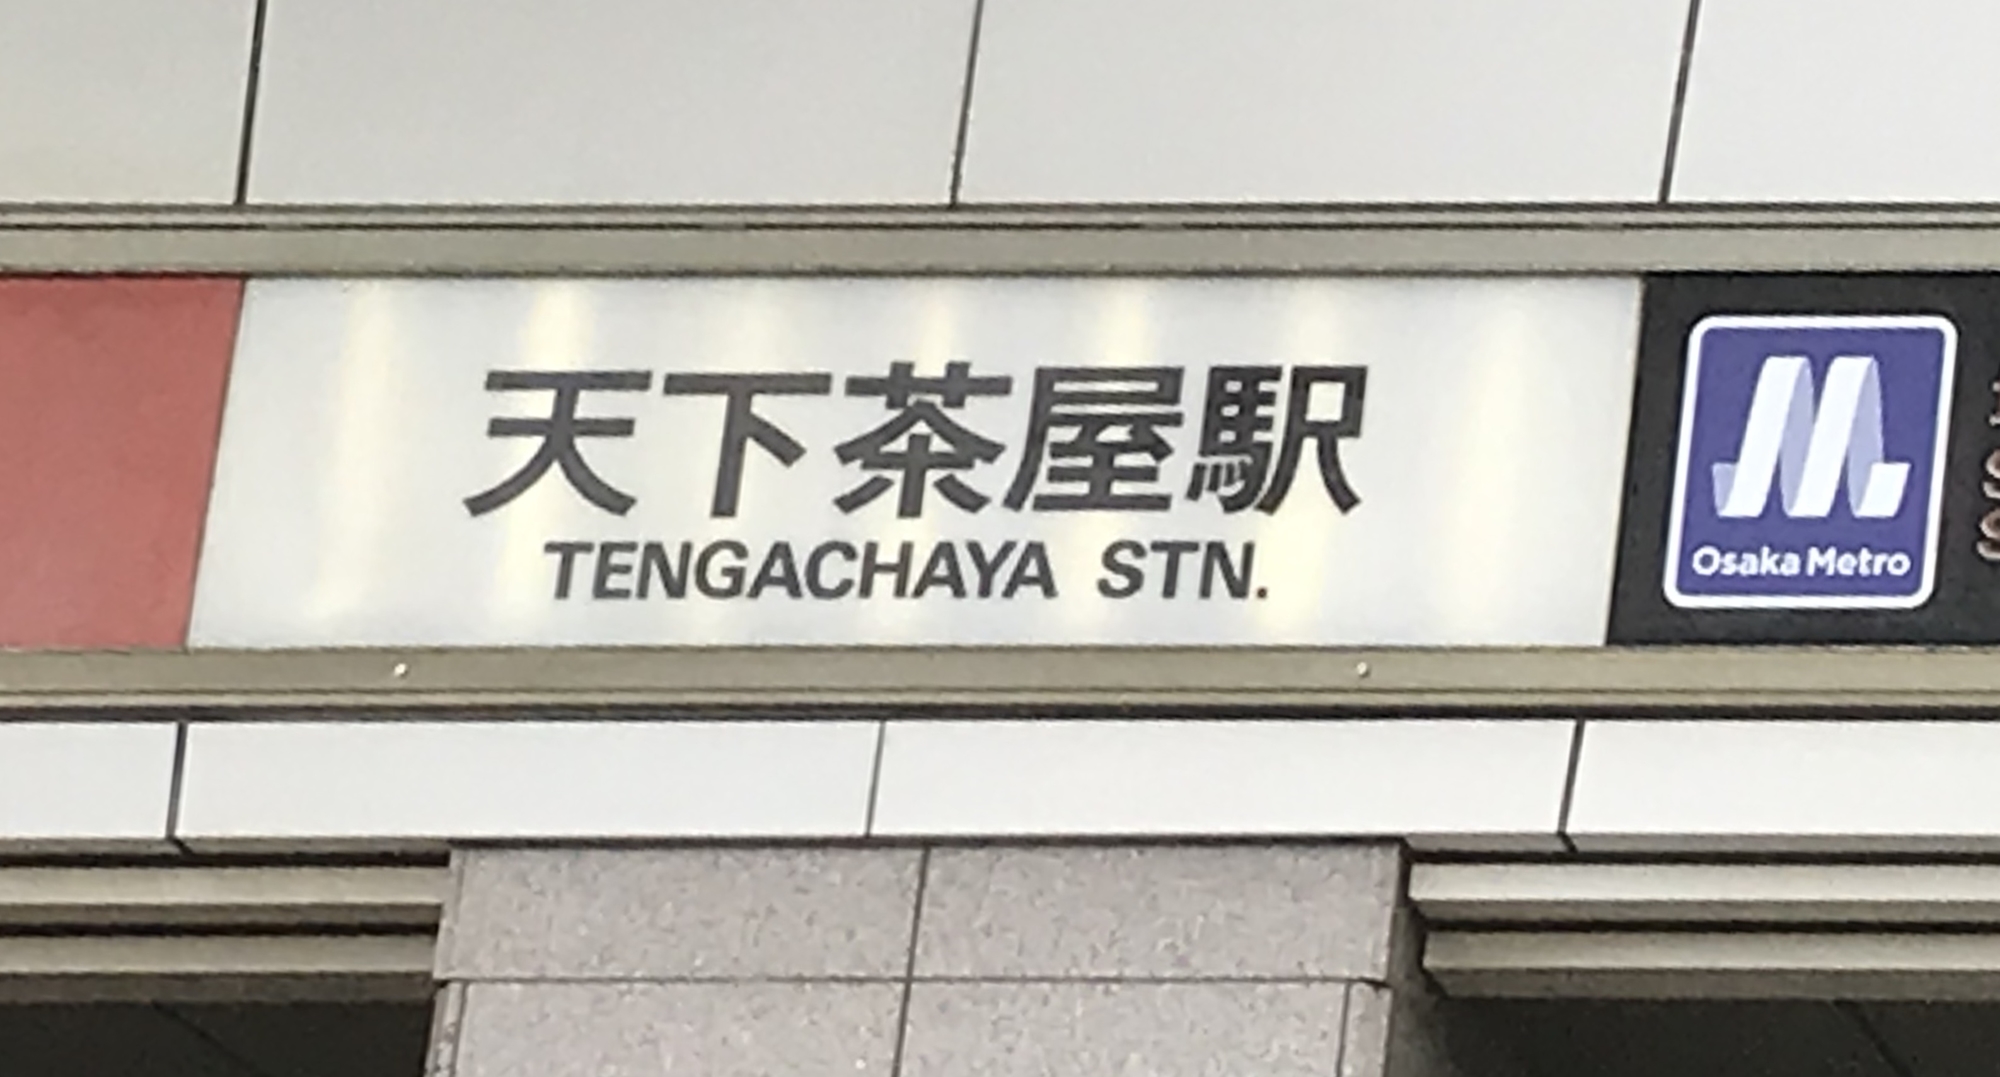 天下茶屋駅
TENGACHAYA STN.
Osaka Metro